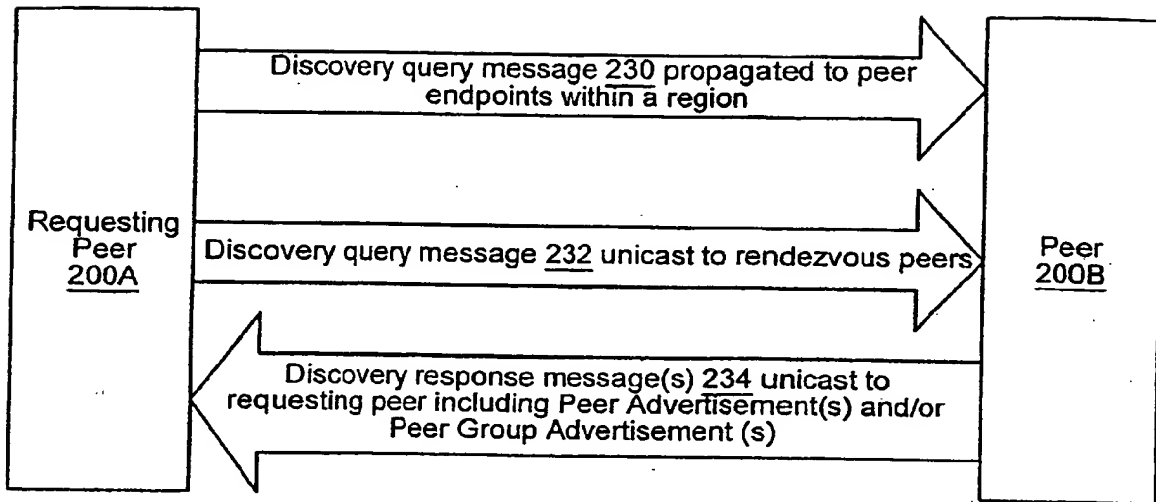 Discovery query message 230 propagated to peer
endpoints within a region
Requesting
Peer
200A
Discovery query message 232 unicast to rendezvous peers
Peer
200B
Discovery response message(s) 234 unicast to
requesting peer including Peer Advertisement(s) and/or
Peer Group Advertisement (s)